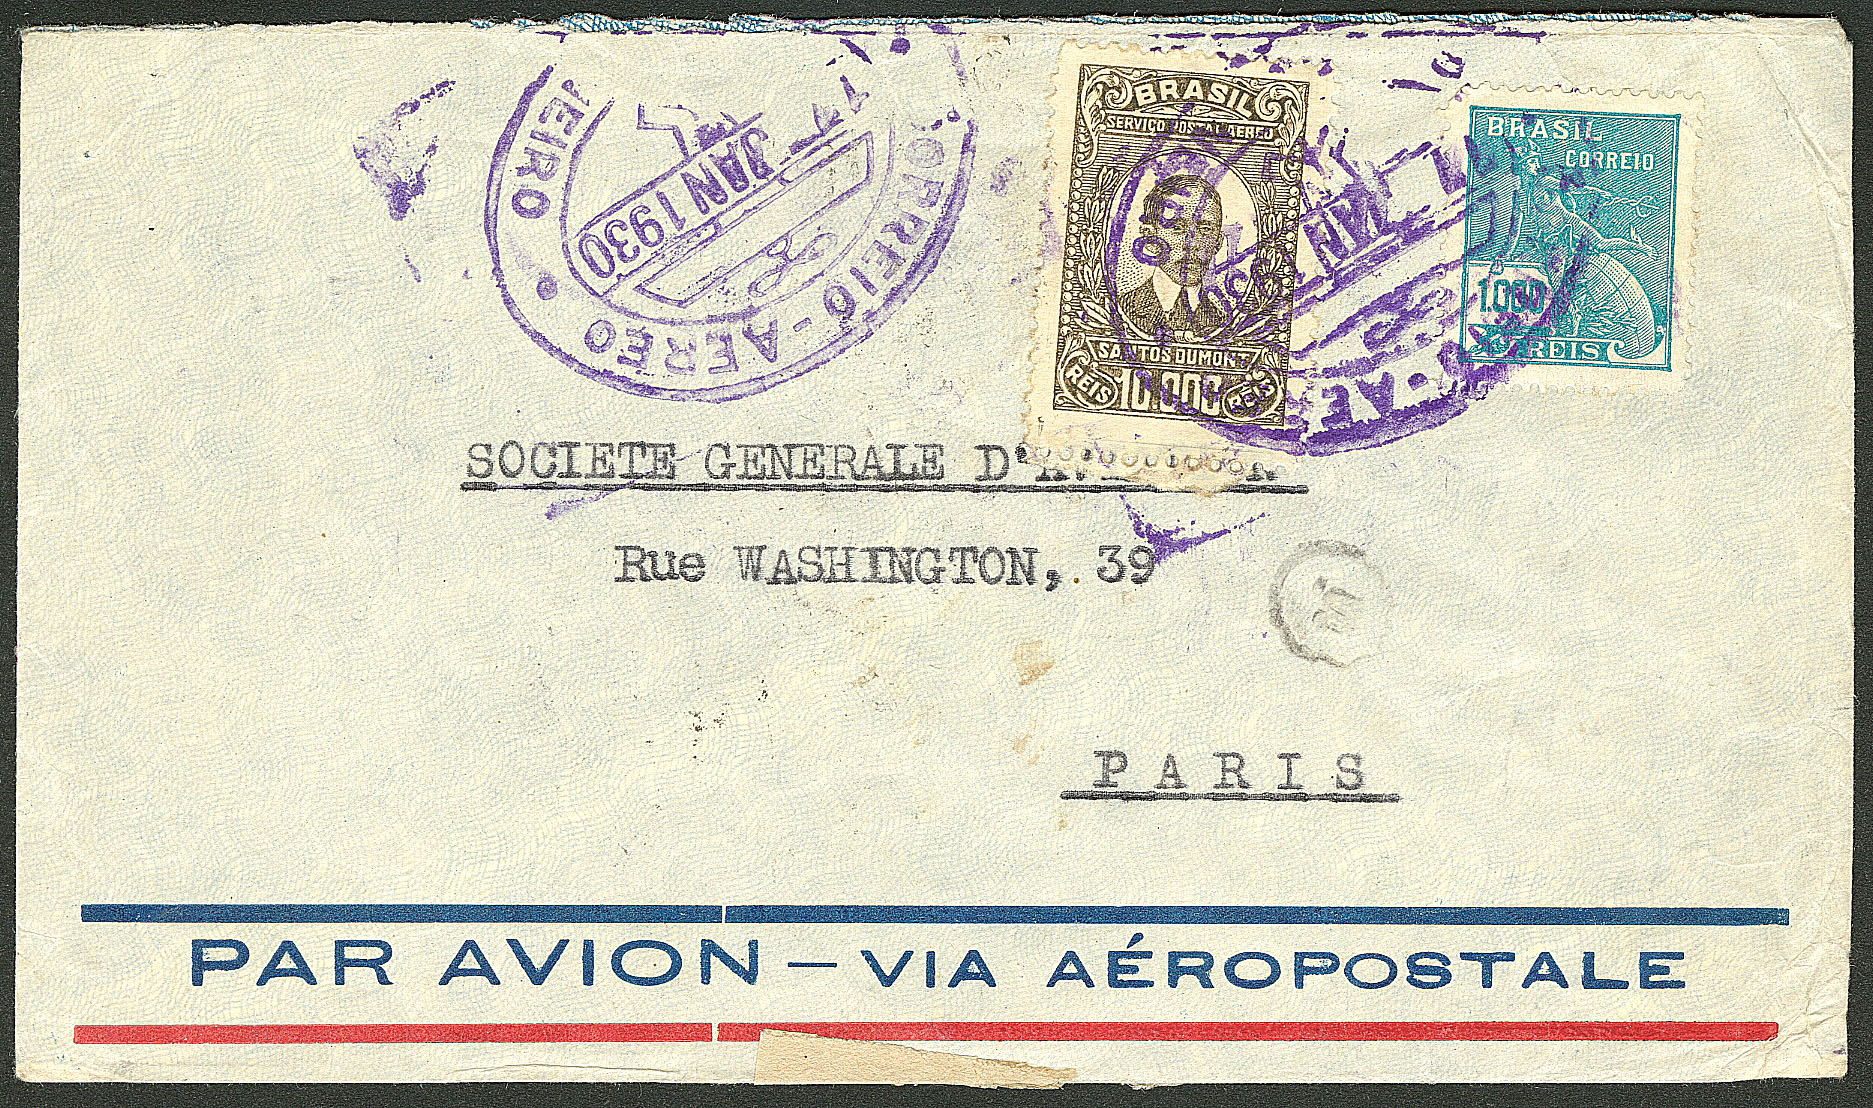 JEIRO • CORREIO-AEREO
JAN 1930
BRASIL
SERVIÇO POSTAL AEREO
SANTOS DUMONT
REIS 10.000 REIS
BRASIL
CORREIO
1.000
REIS
JAN
SOCIETE GENERALE
Rue WASHINGTON, 39
PARIS
PAR AVION – VIA AÉROPOSTALE